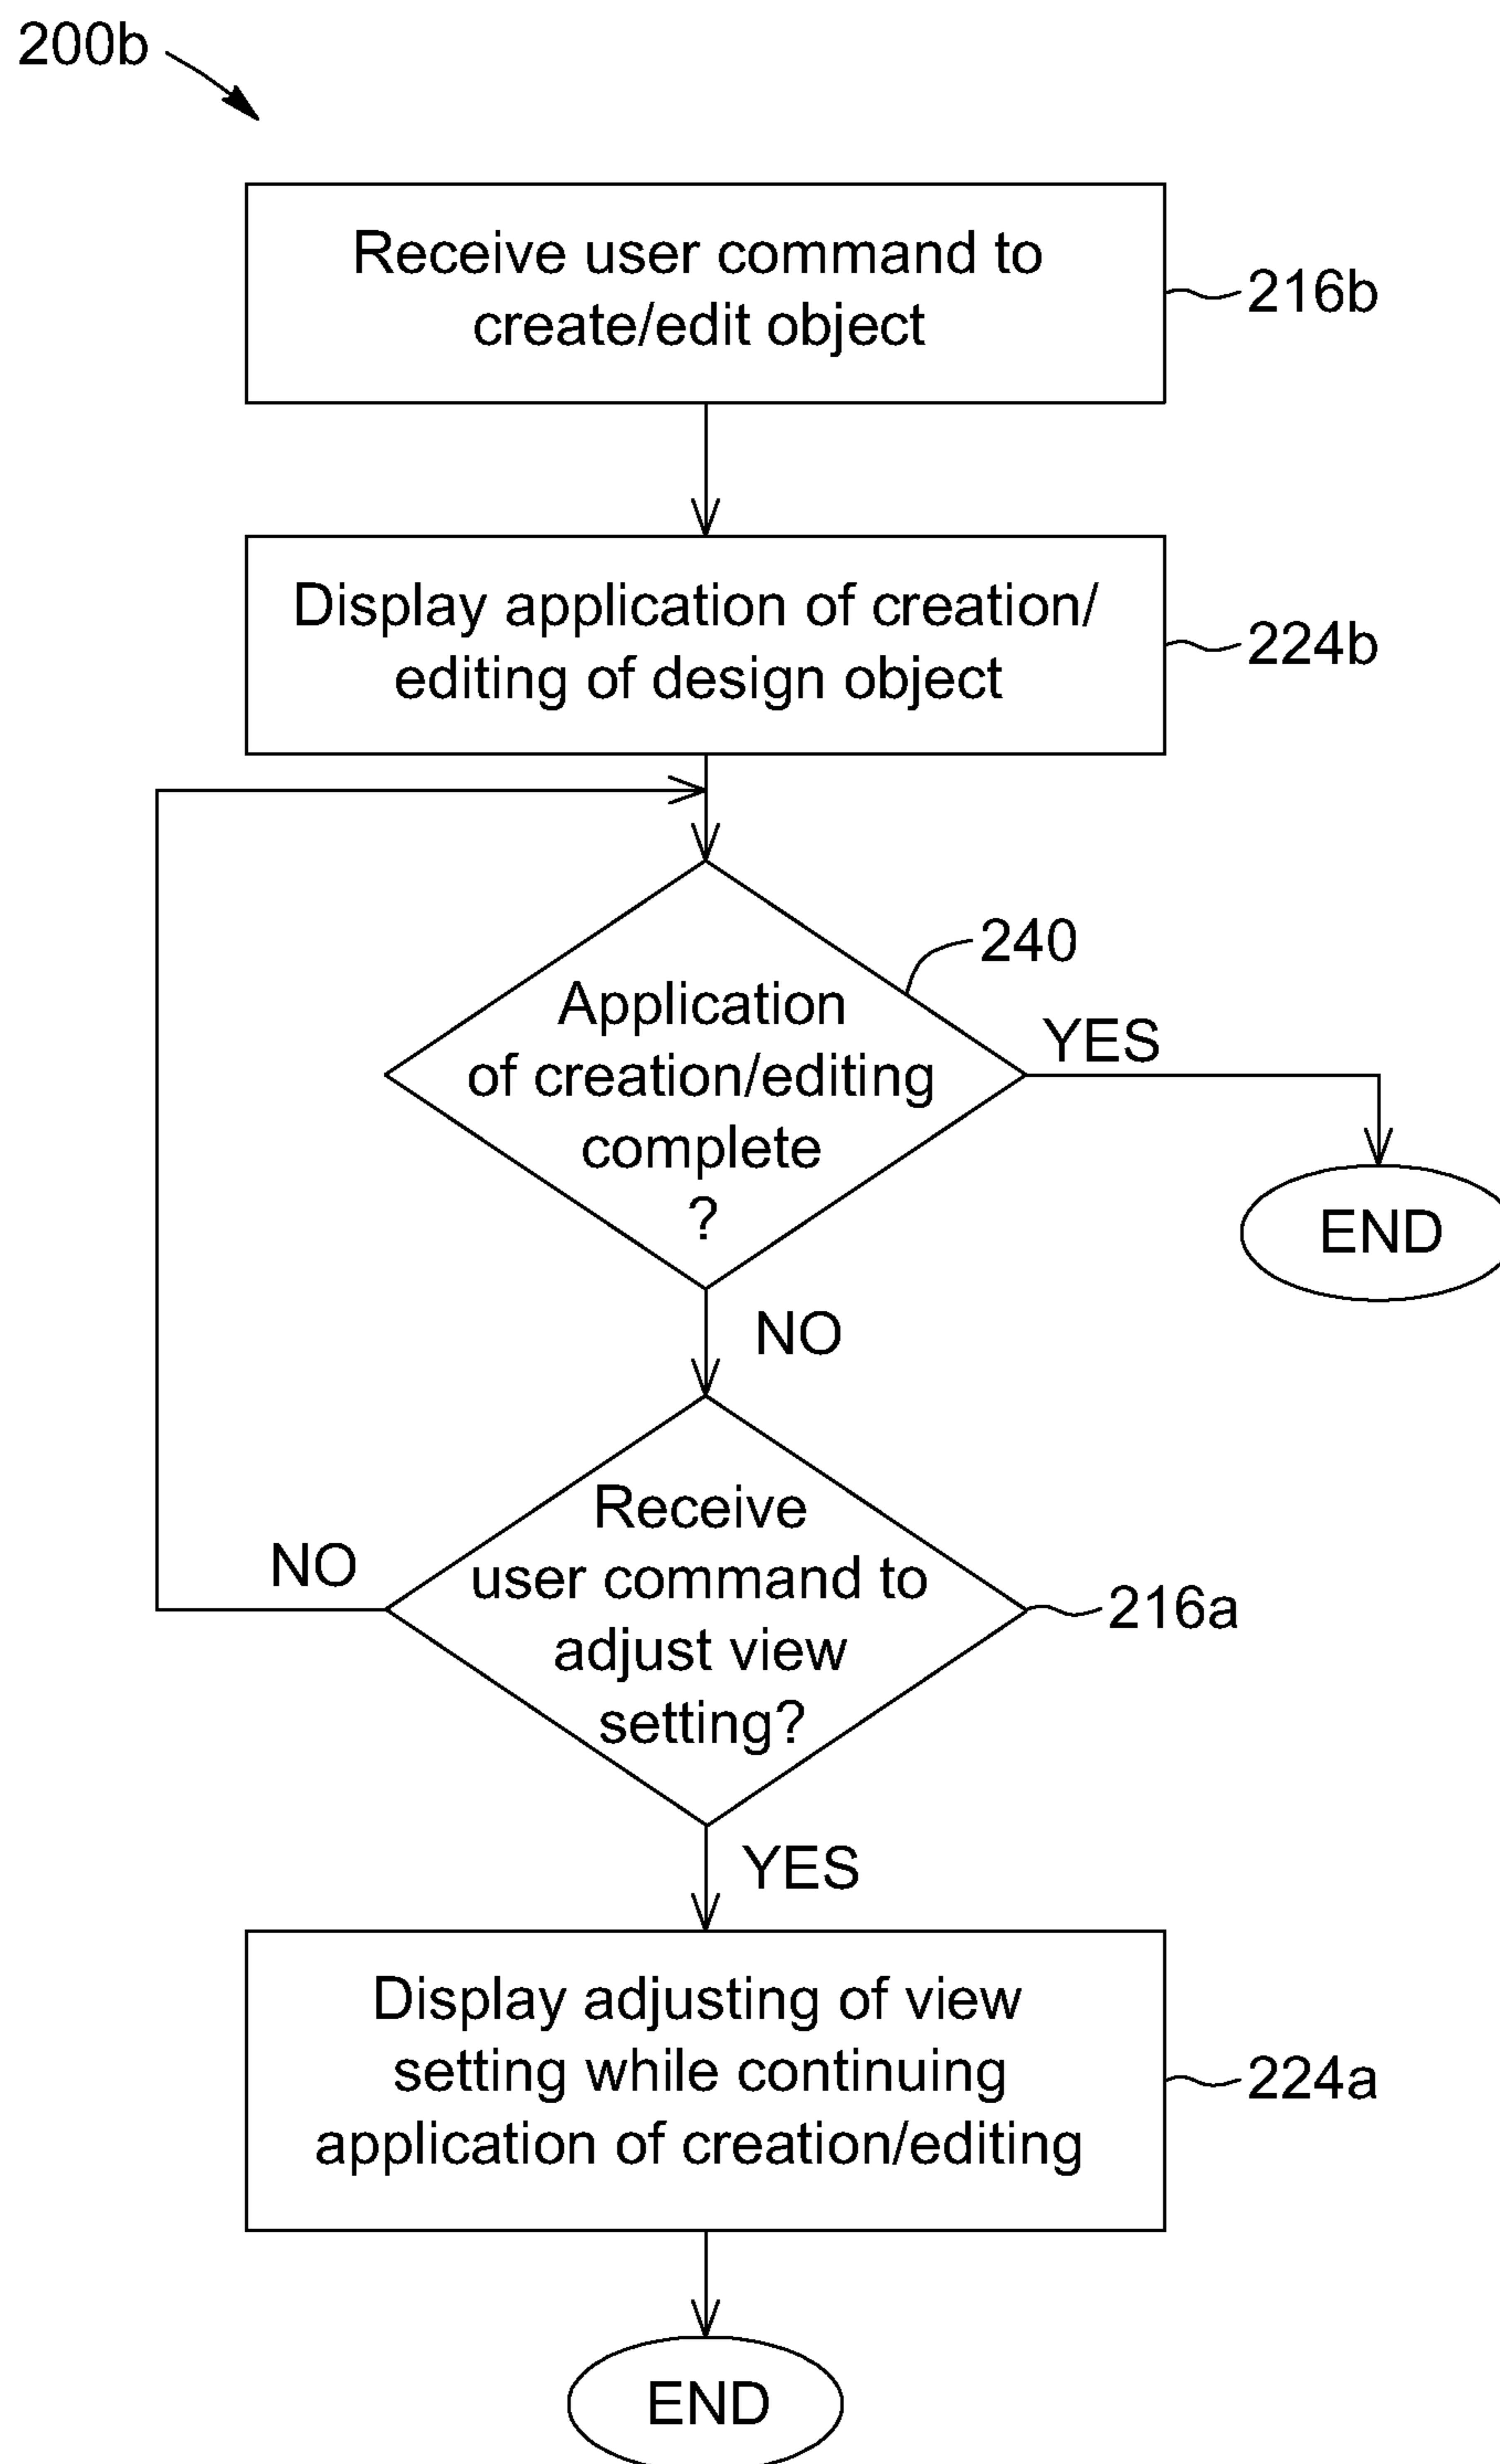 200b
Receive user command to
create/edit object
216b
Display application of creation/
editing of design object
224b
240
Application
of creation/editing
complete
?
YES
END
NO
Receive
user command to
adjust view
setting?
NO
216a
YES
Display adjusting of view
setting while continuing
application of creation/editing
224a
END